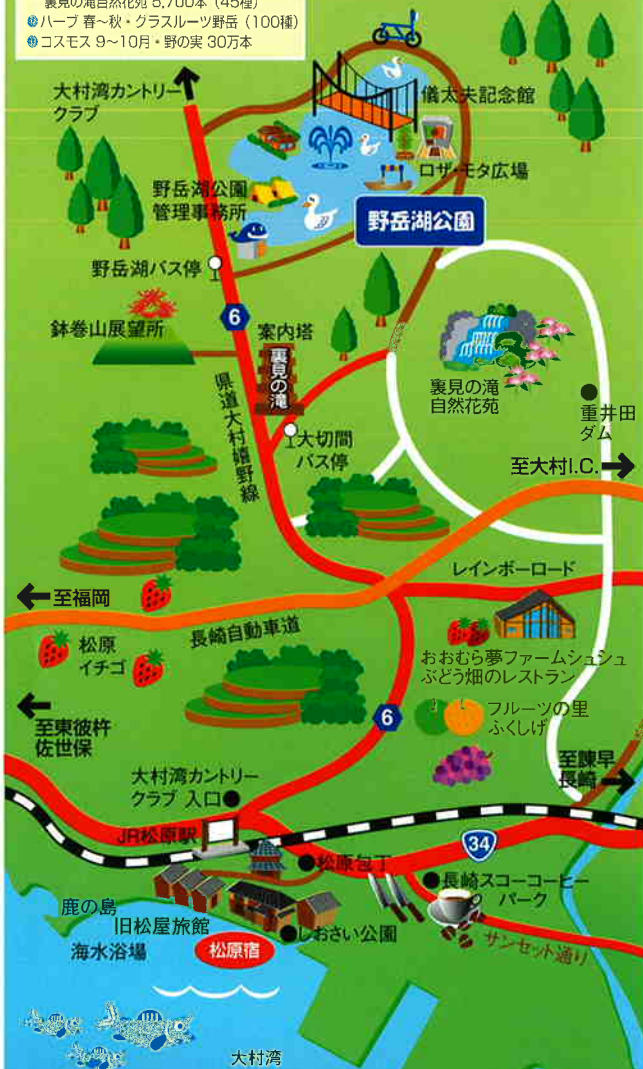 裏見の滝自然花苑 5,700本（45種）
ハーブ 春～秋・グラスルーツ野岳（100種）
コスモス 9～10月・野の実 30万本
大村湾カントリー
クラブ
儀太夫記念館
ロザ・モタ広場
野岳湖公園
管理事務所
野岳湖公園
野岳湖バス停
6
鉢巻山展望所
案内塔
裏見の滝
裏見の滝
自然花苑
重井田
ダム
県道大村嬉野線
大切間
バス停
至大村I.C.
レインボーロード
至福岡
長崎自動車道
松原
イチゴ
おおむら夢ファームシュシュ
ぶどう畑のレストラン
フルーツの里
ふくしげ
6
至東彼杵
佐世保
至諫早
長崎
大村湾カントリー
クラブ 入口
JR松原駅
34
松原包丁
長崎スコーコーヒー
パーク
鹿の島
旧松屋旅館
海水浴場
しおさい公園
松原宿
サンセット通り
大村湾